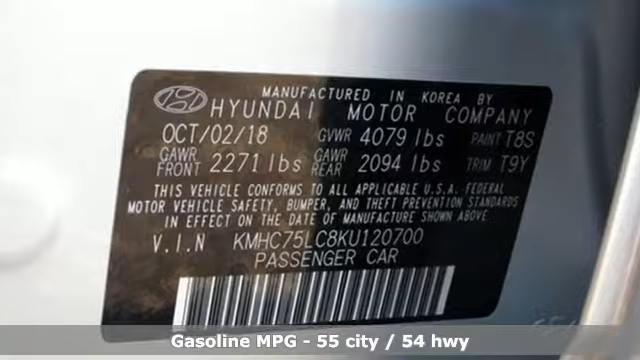 MANUFACTURED IN KOREA BY
HYUNDAI MOTOR COMPANY
OCT/02/18 GVWR 4079 lbs PAINT T8S
GAWR FRONT 2271 lbs GAWR REAR 2094 lbs TRIM T9Y
THIS VEHICLE CONFORMS TO ALL APPLICABLE U.S.A. FEDERAL
MOTOR VEHICLE SAFETY, BUMPER, AND THEFT PREVENTION STANDARDS
IN EFFECT ON THE DATE OF MANUFACTURE SHOWN ABOVE
V.I.N KMHC75LC8KU120700
PASSENGER CAR
Gasoline MPG - 55 city / 54 hwy